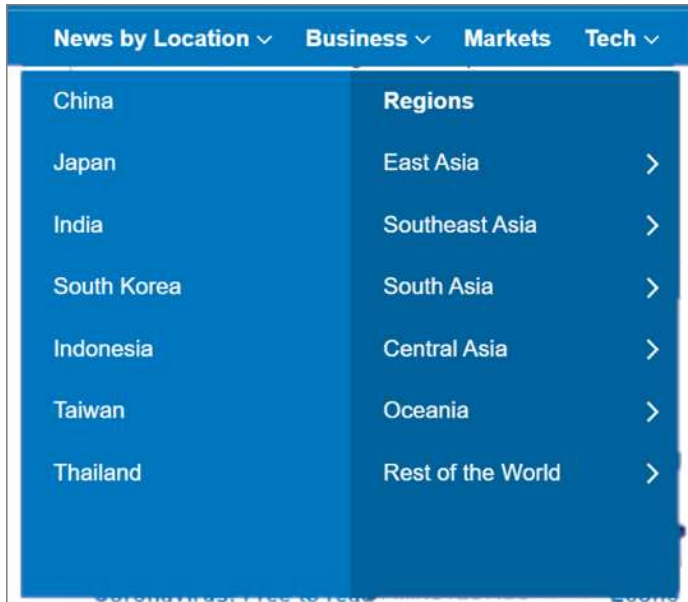 News by Location Business Markets Tech
China
Japan
India
South Korea
Indonesia
Taiwan
Thailand
Regions
East Asia
Southeast Asia
South Asia
Central Asia
Oceania
Rest of the World